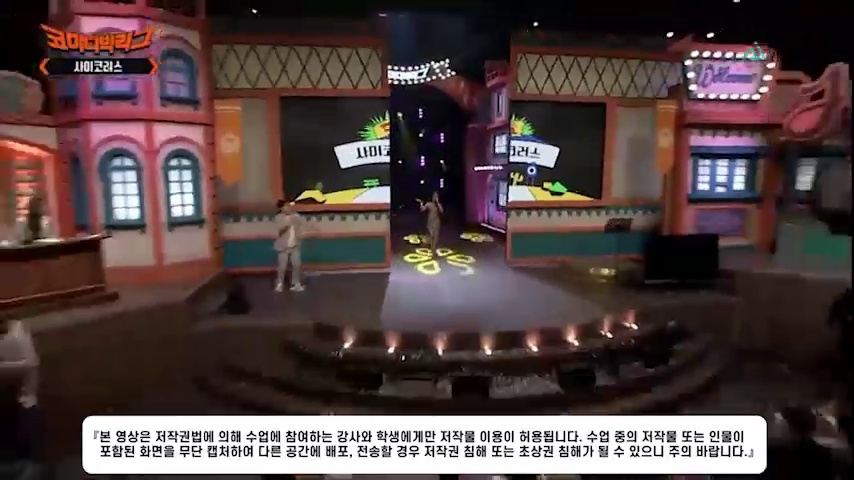 코미디빅리그
사이코러스
사이코
러스
『본 영상은 저작권법에 의해 수업에 참여하는 강사와 학생에게만 저작물 이용이 허용됩니다. 수업 중의 저작물 또는 인물이
포함된 화면을 무단 캡처하여 다른 공간에 배포, 전송할 경우 저작권 침해 또는 초상권 침해가 될 수 있으니 주의 바랍니다.』